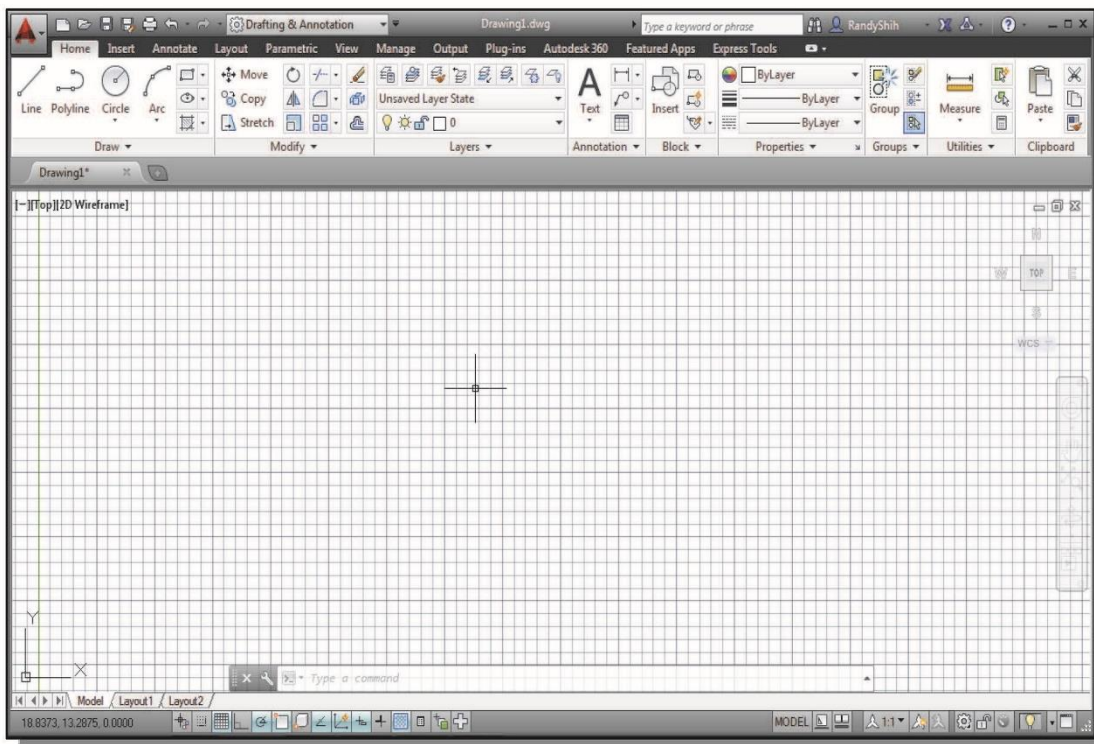 Drafting & Annotation Drawing1.dwg Type a keyword or phrase RandyShih
Home Insert Annotate Layout Parametric View Manage Output Plug-ins Autodesk 360 Featured Apps Express Tools
Line Polyline Circle Arc Move Copy Stretch Unsaved Layer State 0 Text Insert ByLayer ByLayer ByLayer Group Measure Paste
Draw Modify Layers Annotation Block Properties Groups Utilities Clipboard
Drawing1*
[-][Top][2D Wireframe]
N
W TOP E
S
WCS
Y
X
Type a command
Model Layout1 Layout2
18.8373, 13.2875, 0.0000 MODEL 1:1